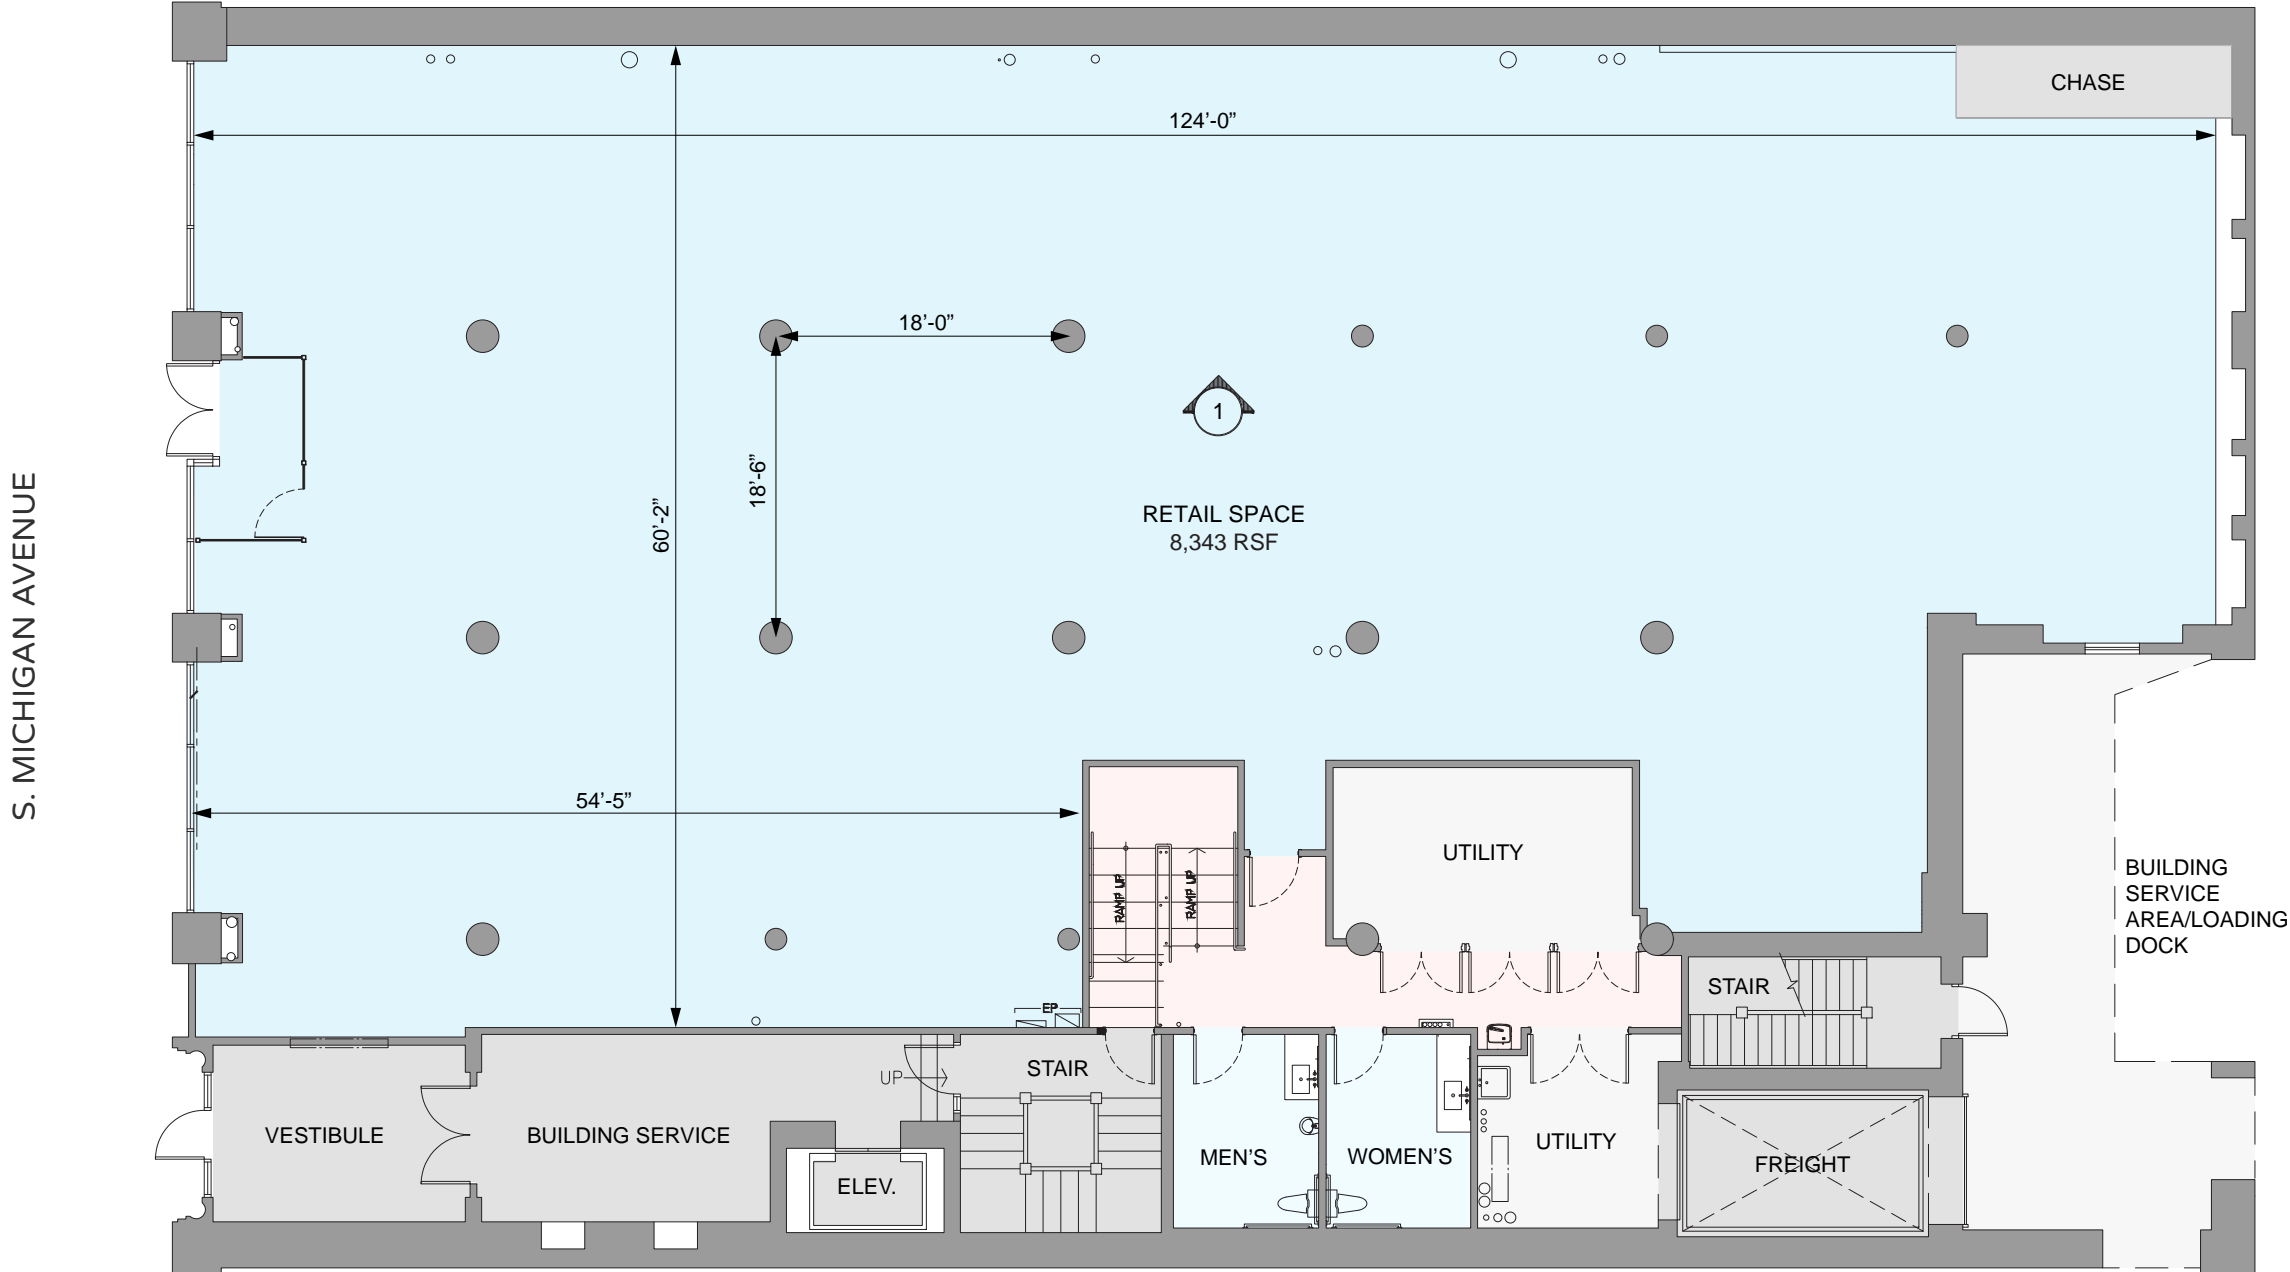 CHASE
124’-0”
18’-0”
1
18’-6”
60’-2”
RETAIL SPACE
8,343 RSF
S. MICHIGAN AVENUE
54’-5”
UTILITY
RAMP UP
RAMP UP
BUILDING
SERVICE
AREA/LOADING
DOCK
STAIR
EP
STAIR
UP
VESTIBULE
BUILDING SERVICE
MEN’S
WOMEN’S
UTILITY
FREIGHT
ELEV.